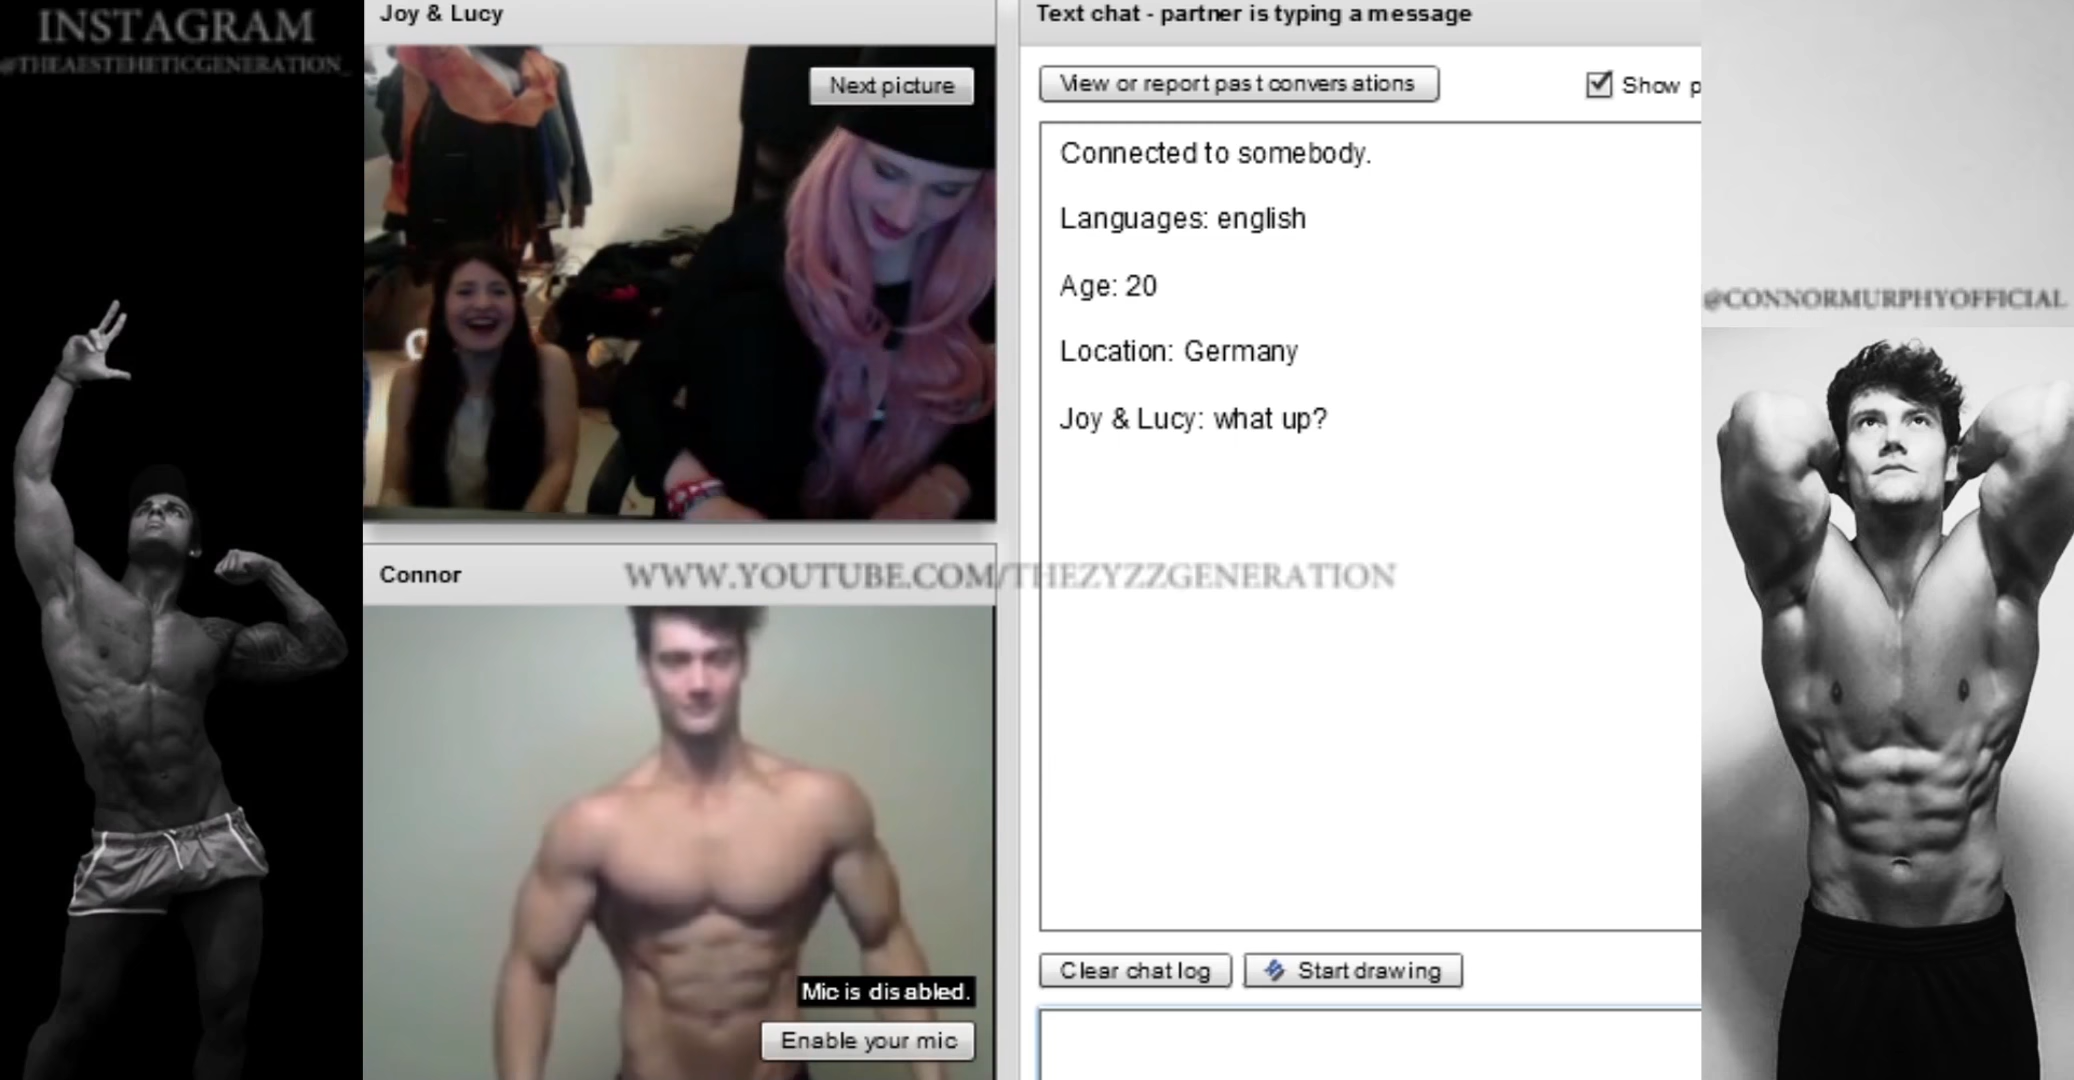 INSTAGRAM
@THEAESTEHETICGENERATION_
Joy & Lucy
Next picture
Text chat - partner is typing a message
View or report past conversations
Show p
Connected to somebody.
Languages: english
Age: 20
Location: Germany
Joy & Lucy: what up?
@CONNORMURPHYOFFICIAL
Connor
WWW.YOUTUBE.COM/THEZYZZGENERATION
Mic is disabled.
Enable your mic
Clear chat log
Start drawing